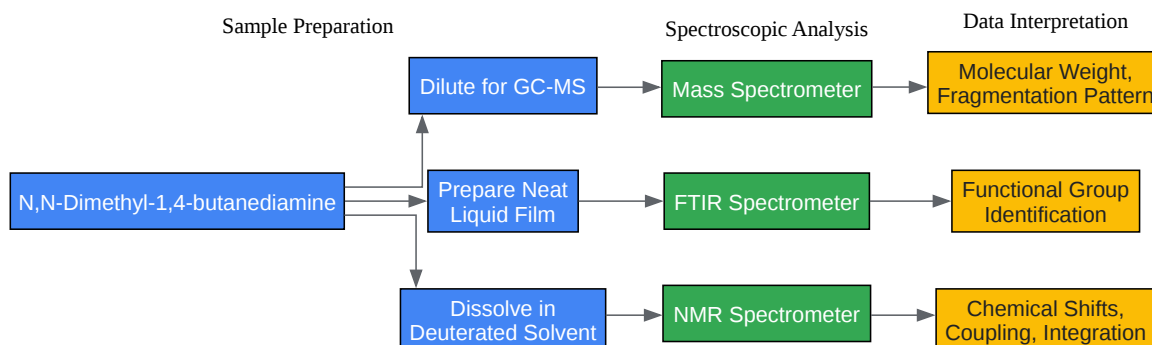 Sample Preparation
Spectroscopic Analysis
Data Interpretation
Dilute for GC-MS
Mass Spectrometer
Molecular Weight,
Fragmentation Pattern
N,N-Dimethyl-1,4-butanediamine
Prepare Neat
Liquid Film
FTIR Spectrometer
Functional Group
Identification
Dissolve in
Deuterated Solvent
NMR Spectrometer
Chemical Shifts,
Coupling, Integration